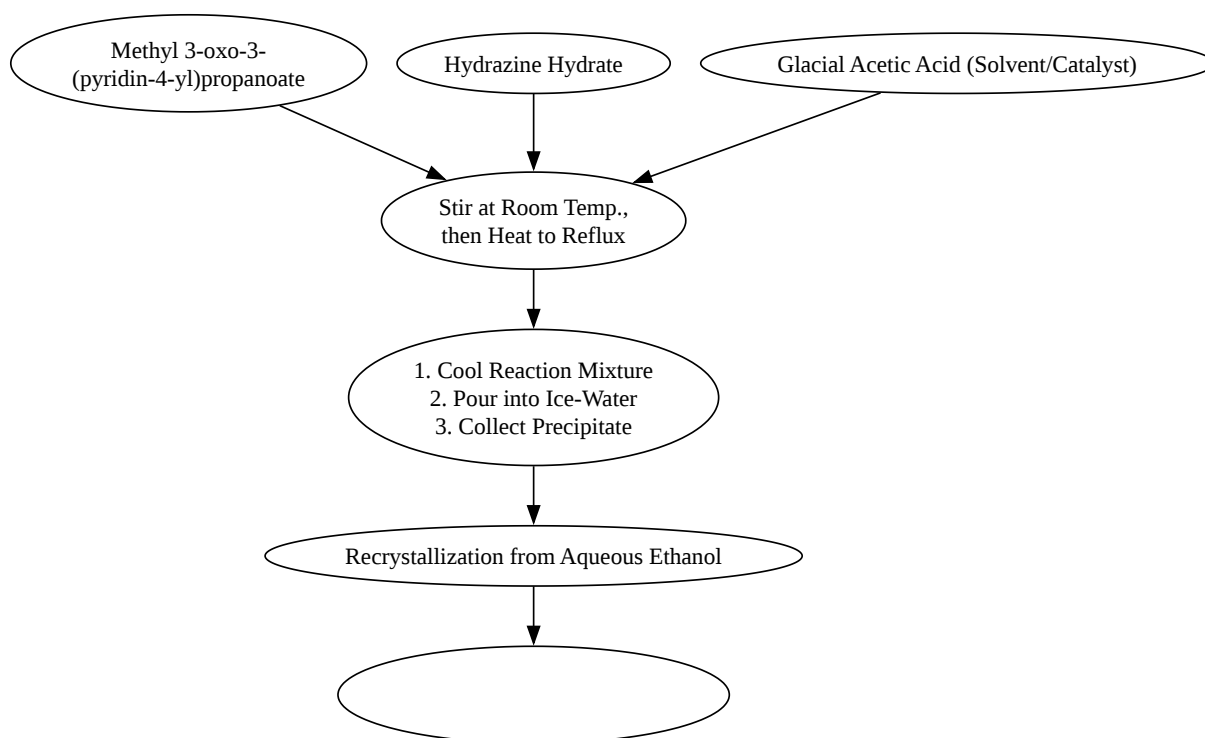 Methyl 3-oxo-3-
(pyridin-4-yl)propanoate
Hydrazine Hydrate
Glacial Acetic Acid (Solvent/Catalyst)
Stir at Room Temp.,
then Heat to Reflux
1. Cool Reaction Mixture
2. Pour into Ice-Water
3. Collect Precipitate
Recrystallization from Aqueous Ethanol